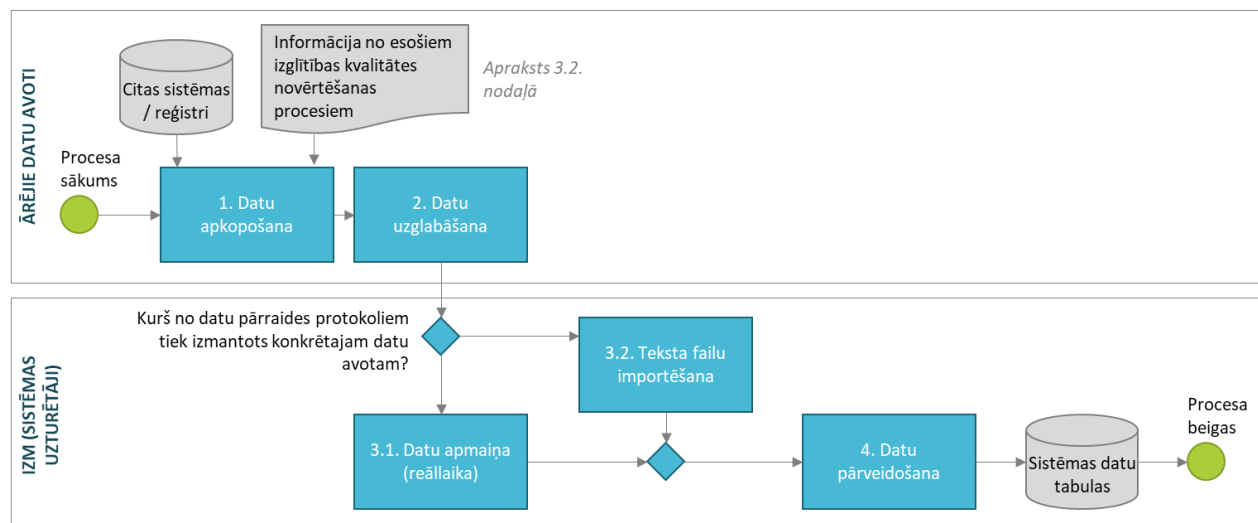 ĀRĒJIE DATU AVOTI
Citas sistēmas
/ reģistri
Informācija no esošiem
izglītības kvalitātes
novērtēšanas
procesiem
Apraksts 3.2.
nodaļā
Procesa
sākums
1. Datu
apkopošana
2. Datu
uzglabāšana
IZM (SISTĒMAS
UZTURĒTĀJI)
Kurš no datu pārraides protokoliem
tiek izmantots konkrētajam datu
avotam?
3.2. Teksta failu
importēšana
3.1. Datu apmaiņa
(reāllaika)
4. Datu
pārveidošana
Sistēmas datu
tabulas
Procesa
beigas